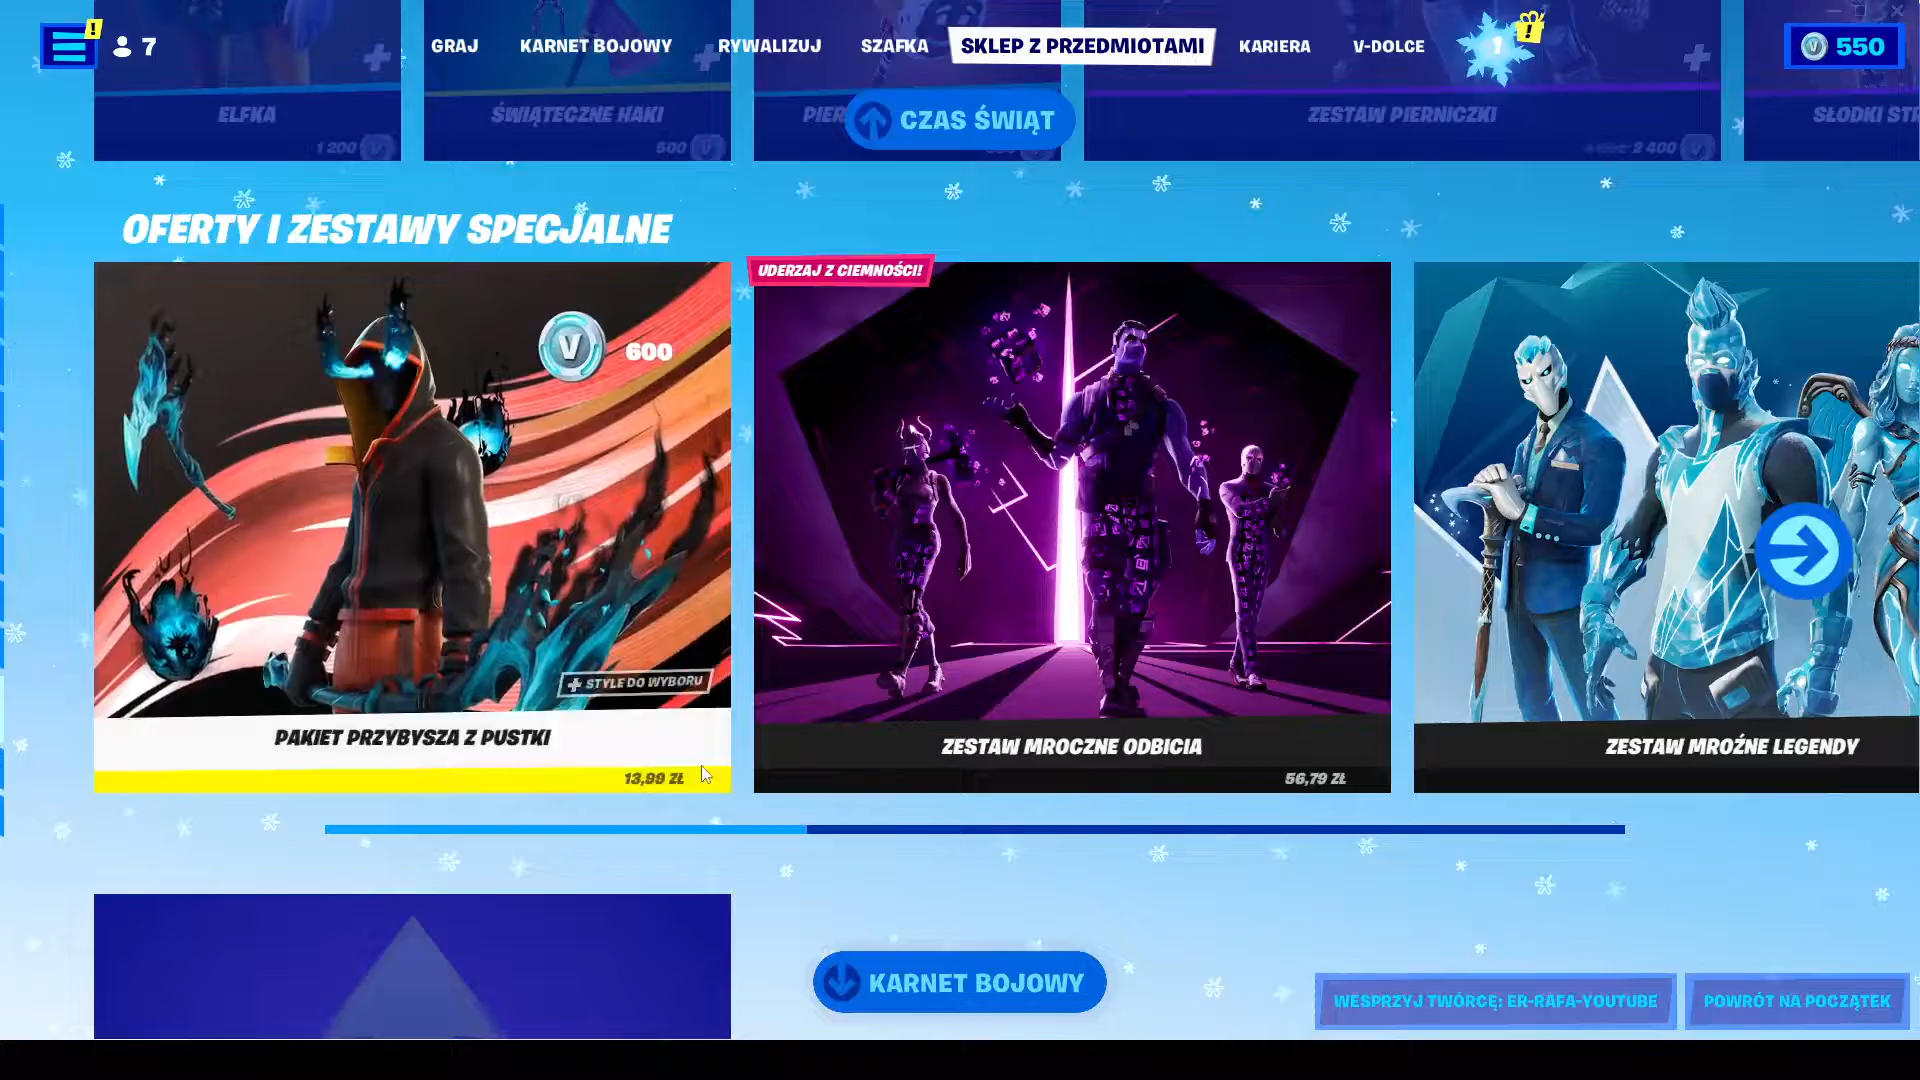 7
GRAJ
KARNET BOJOWY
RYWALIZUJ
SZAFKA
SKLEP Z PRZEDMIOTAMI
KARIERA
V-DOLCE
1
550
ELFKA
1 200
ŚWIĄTECZNE HAKI
500
CZAS ŚWIĄT
ZESTAW PIERNICZKI
2 400
OFERTY I ZESTAWY SPECJALNE
600
+ STYLE DO WYBORU
PAKIET PRZYBYSZA Z PUSTKI
13,99 ZŁ
UDERZAJ Z CIEMNOŚCI!
ZESTAW MROCZNE ODBICIA
56,79 ZŁ
ZESTAW MROŹNE LEGENDY
KARNET BOJOWY
WESPRZYJ TWÓRCĘ: ER-RAFA-YOUTUBE
POWRÓT NA POCZĄTEK